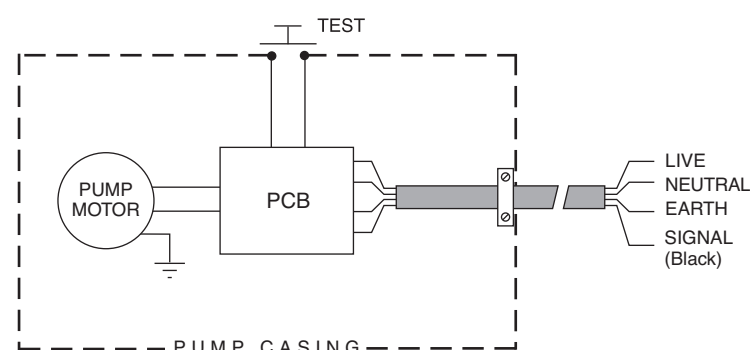 TEST
PUMP
MOTOR
PCB
LIVE
NEUTRAL
EARTH
SIGNAL
(Black)
PUMP CASING